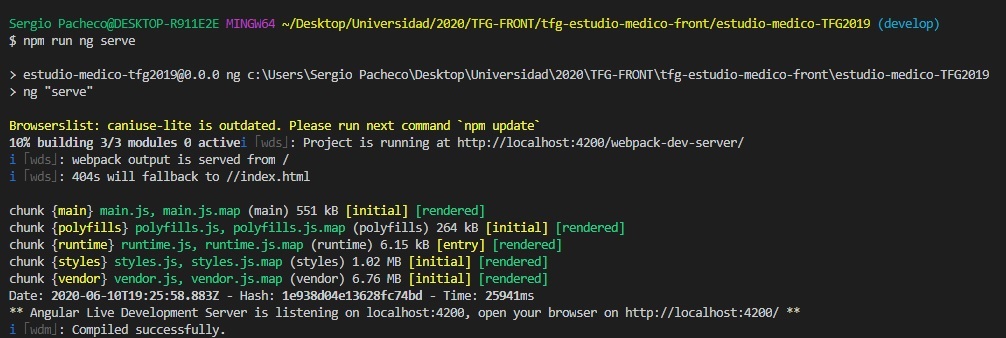 Sergio Pacheco@DESKTOP-R911E2E MINGW64 ~/Desktop/Universidad/2020/TFG-FRONT/tfg-estudio-medico-front/estudio-medico-TFG2019 (develop)
$ npm run ng serve
> estudio-medico-tfg2019@0.0.0 ng c:\Users\Sergio Pacheco\Desktop\Universidad\2020\TFG-FRONT\tfg-estudio-medico-front\estudio-medico-TFG2019
> ng "serve"
Browserslist: caniuse-lite is outdated. Please run next command `npm update`
10% building 3/3 modules 0 activei ｢wds｣: Project is running at http://localhost:4200/webpack-dev-server/
i ｢wds｣: webpack output is served from /
i ｢wds｣: 404s will fallback to //index.html
chunk {main} main.js, main.js.map (main) 551 kB [initial] [rendered]
chunk {polyfills} polyfills.js, polyfills.js.map (polyfills) 264 kB [initial] [rendered]
chunk {runtime} runtime.js, runtime.js.map (runtime) 6.15 kB [entry] [rendered]
chunk {styles} styles.js, styles.js.map (styles) 1.02 MB [initial] [rendered]
chunk {vendor} vendor.js, vendor.js.map (vendor) 6.76 MB [initial] [rendered]
Date: 2020-06-10T19:25:58.883Z - Hash: 1e938d04e13628fc74bd - Time: 25941ms
** Angular Live Development Server is listening on localhost:4200, open your browser on http://localhost:4200/ **
i ｢wdm｣: Compiled successfully.